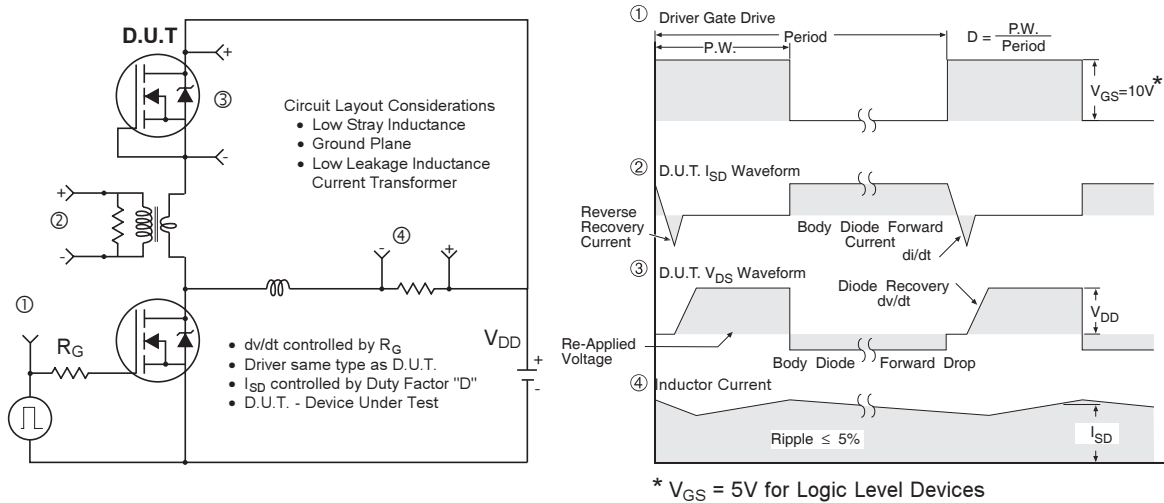 D.U.T
+
③
-
Circuit Layout Considerations
• Low Stray Inductance
• Ground Plane
• Low Leakage Inductance
Current Transformer
+
②
-
④
- +
①
R_G
V_DD
+
-
• dv/dt controlled by R_G
• Driver same type as D.U.T.
• I_SD controlled by Duty Factor "D"
• D.U.T. - Device Under Test
① Driver Gate Drive
Period
P.W.
D = P.W. / Period
V_GS=10V*
② D.U.T. I_SD Waveform
Reverse
Recovery
Current
Body Diode Forward
Current
di/dt
③ D.U.T. V_DS Waveform
Diode Recovery
dv/dt
V_DD
Re-Applied
Voltage
Body Diode Forward Drop
④ Inductor Current
Ripple ≤ 5%
I_SD
* V_GS = 5V for Logic Level Devices